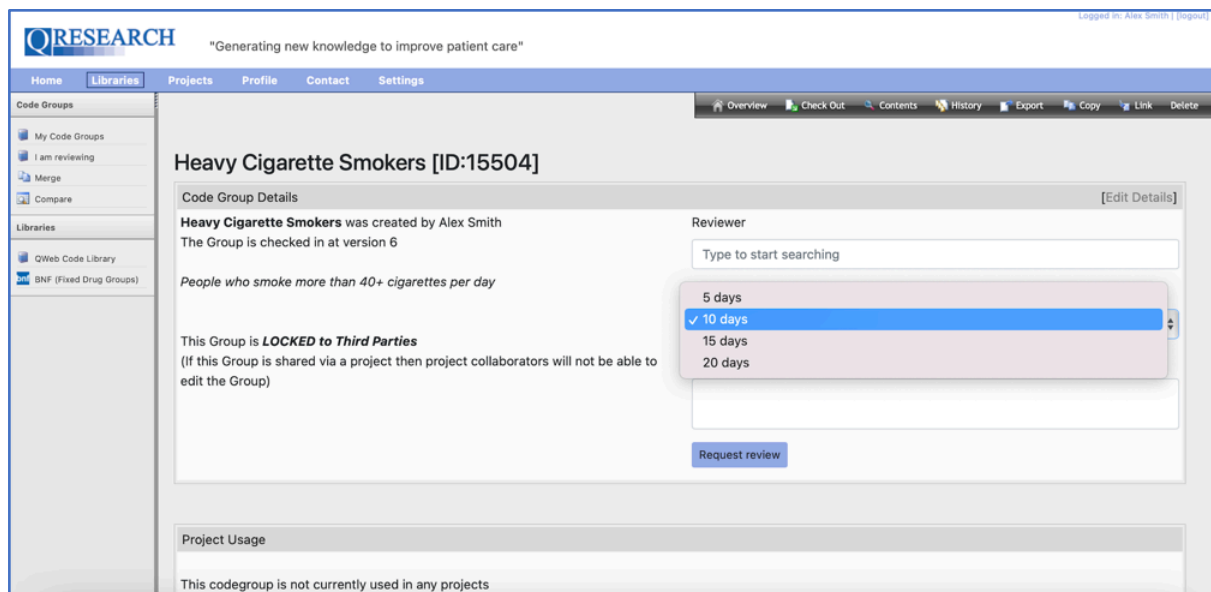 Logged in: Alex Smith | [logout]
QRESEARCH
"Generating new knowledge to improve patient care"
Home Libraries Projects Profile Contact Settings
Code Groups
My Code Groups
I am reviewing
Merge
Compare
Libraries
QWeb Code Library
bnf BNF (Fixed Drug Groups)
Overview Check Out Contents History Export Copy Link Delete
Heavy Cigarette Smokers [ID:15504]
Code Group Details [Edit Details]
Heavy Cigarette Smokers was created by Alex Smith
The Group is checked in at version 6
People who smoke more than 40+ cigarettes per day
This Group is LOCKED to Third Parties
(If this Group is shared via a project then project collaborators will not be able to
edit the Group)
Reviewer
Type to start searching
5 days
✓ 10 days
15 days
20 days
Request review
Project Usage
This codegroup is not currently used in any projects